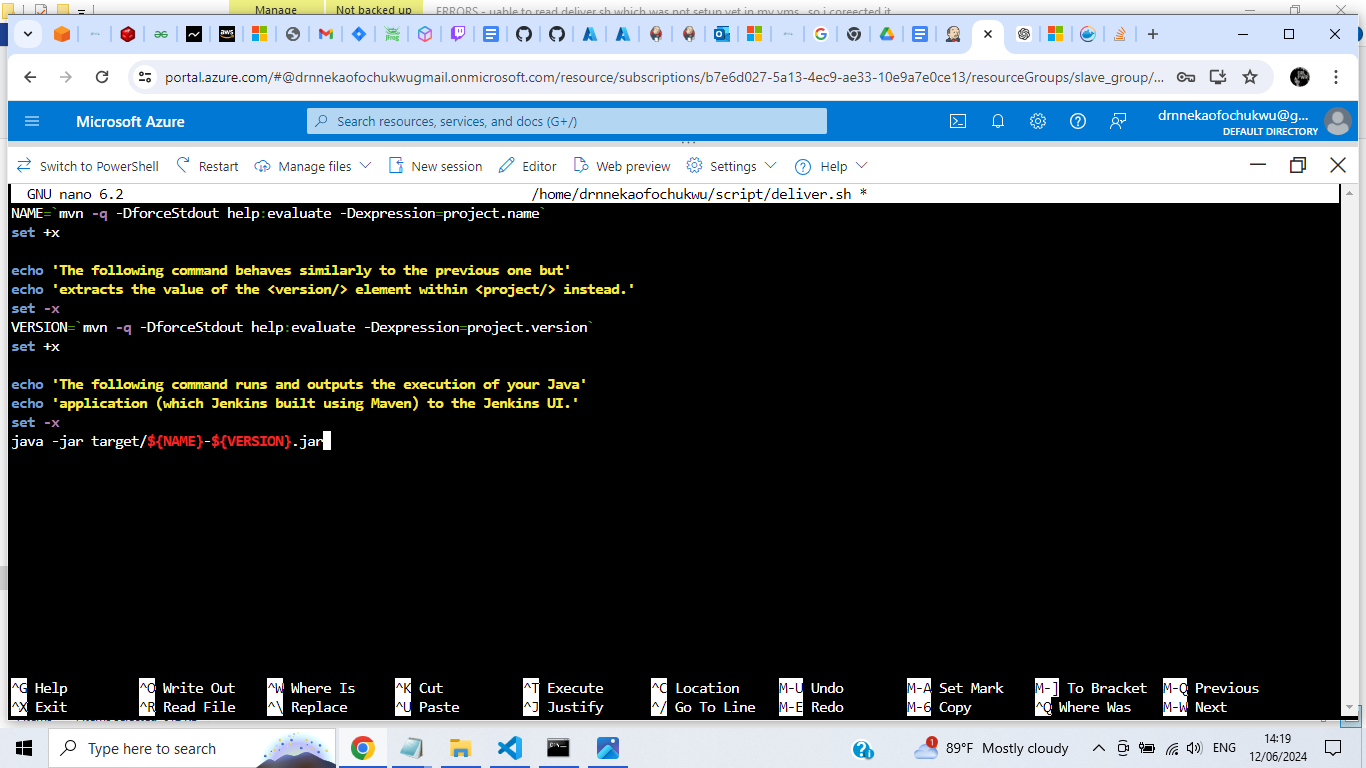 Manage
Not backed up
ERRORS - uable to read deliver.sh which was not setup yet in my vms, so i corected it
portal.azure.com/#@drnnekaofochukwugmail.onmicrosoft.com/resource/subscriptions/b7e6d027-5a13-4ec9-ae33-10e9a7e0ce13/resourceGroups/slave_group/...
Microsoft Azure
Search resources, services, and docs (G+/)
drnnekaofochukwu@g...
DEFAULT DIRECTORY
Switch to PowerShell Restart Manage files New session Editor Web preview Settings Help
GNU nano 6.2 /home/drnnekaofochukwu/script/deliver.sh *
NAME=`mvn -q -DforceStdout help:evaluate -Dexpression=project.name`
set +x
echo 'The following command behaves similarly to the previous one but'
echo 'extracts the value of the <version/> element within <project/> instead.'
set -x
VERSION=`mvn -q -DforceStdout help:evaluate -Dexpression=project.version`
set +x
echo 'The following command runs and outputs the execution of your Java'
echo 'application (which Jenkins built using Maven) to the Jenkins UI.'
set -x
java -jar target/${NAME}-${VERSION}.jar
^G Help ^O Write Out ^W Where Is ^K Cut ^T Execute ^C Location M-U Undo M-A Set Mark M-] To Bracket M-Q Previous
^X Exit ^R Read File ^\ Replace ^U Paste ^J Justify ^/ Go To Line M-E Redo M-6 Copy ^Q Where Was M-W Next
Type here to search
1
89°F Mostly cloudy
ENG
14:19
12/06/2024